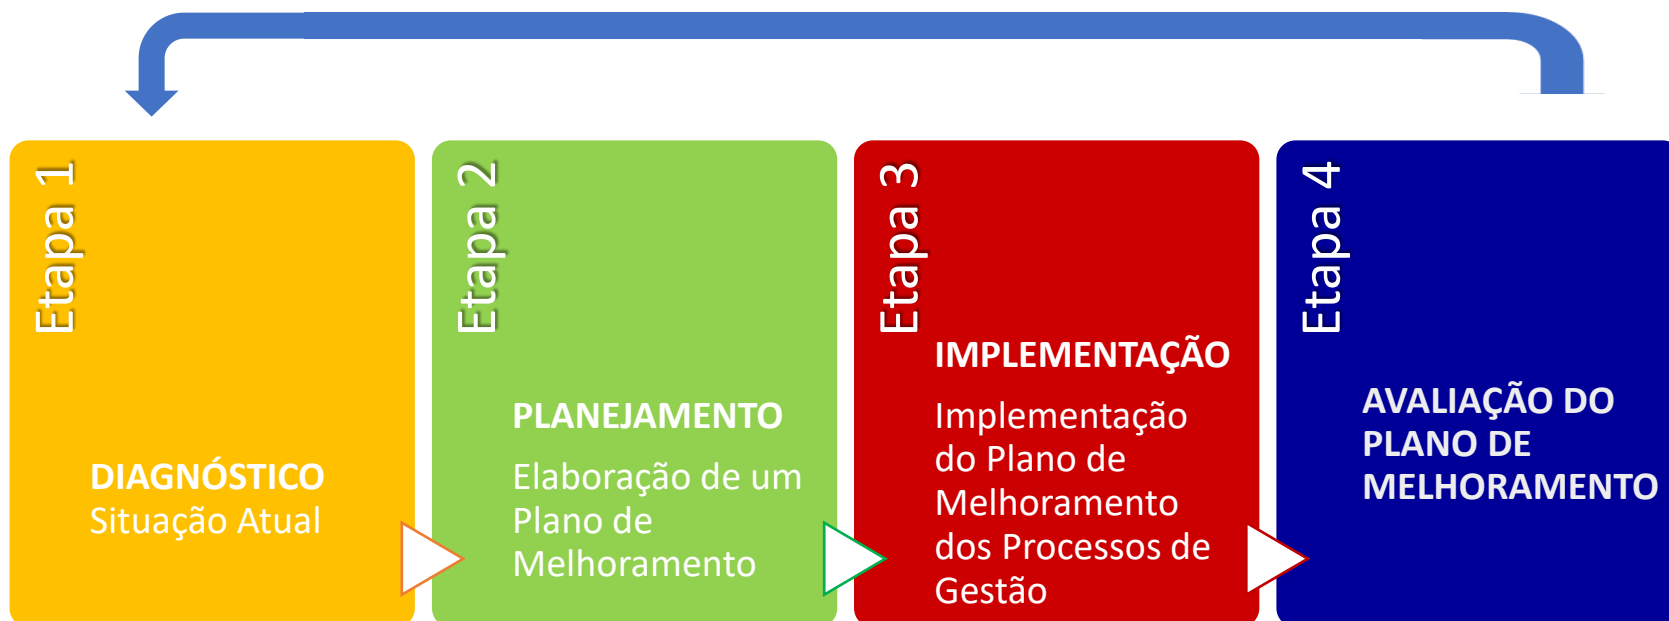 Etapa 1
DIAGNÓSTICO
Situação Atual
Etapa 2
PLANEJAMENTO
Elaboração de um
Plano de
Melhoramento
Etapa 3
IMPLEMENTAÇÃO
Implementação
do Plano de
Melhoramento
dos Processos de
Gestão
Etapa 4
AVALIAÇÃO DO
PLANO DE
MELHORAMENTO